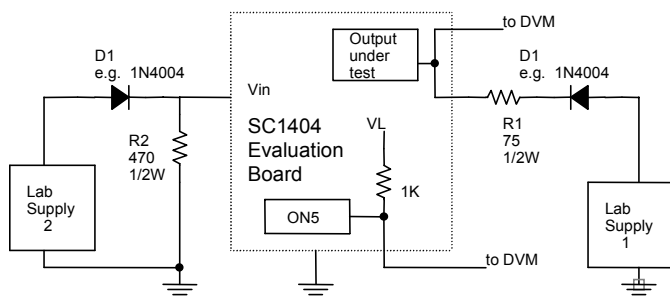 to DVM
D1
e.g. 1N4004
Output
under
test
D1
e.g. 1N4004
Vin
SC1404
Evaluation
Board
VL
R1
75
1/2W
R2
470
1/2W
1K
Lab
Supply
2
ON5
Lab
Supply
1
to DVM